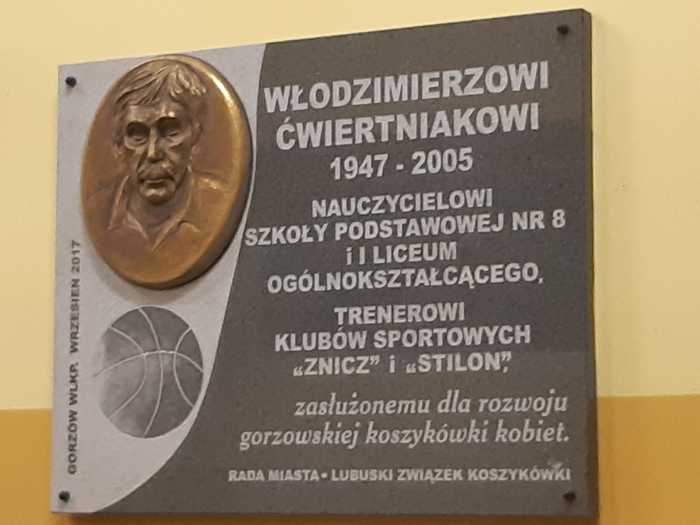 WŁODZIMIERZOWI
ĆWIERTNIAKOWI
1947 - 2005
NAUCZYCIELOWI
SZKOŁY PODSTAWOWEJ NR 8
i I LICEUM
OGÓLNOKSZTAŁCĄCEGO,
TRENEROWI
KLUBÓW SPORTOWYCH
„ZNICZ” i „STILON”,
zasłużonemu dla rozwoju
gorzowskiej koszykówki kobiet.
RADA MIASTA • LUBUSKI ZWIĄZEK KOSZYKÓWKI
GORZÓW WLKP. WRZESIEŃ 2017